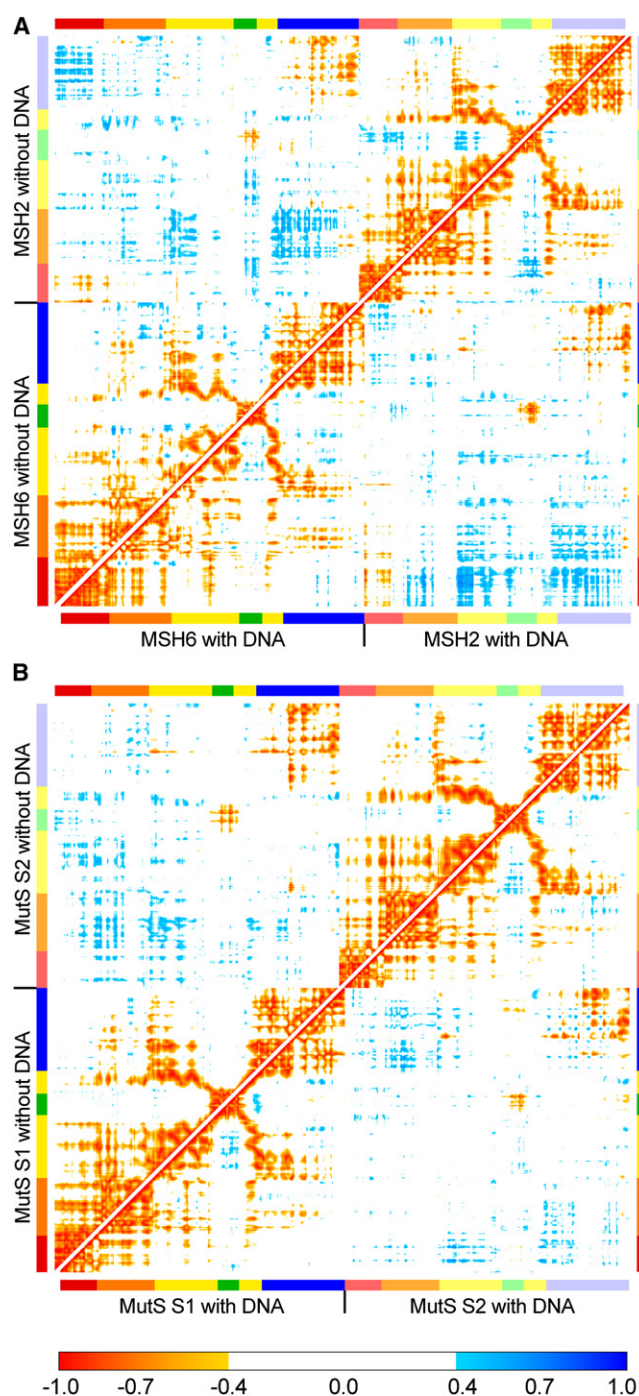 A
MSH2 without DNA
MSH6 without DNA
MSH6 with DNA
MSH2 with DNA
B
MutS S2 without DNA
MutS S1 without DNA
MutS S1 with DNA
MutS S2 with DNA
-1.0 -0.7 -0.4 0.0 0.4 0.7 1.0